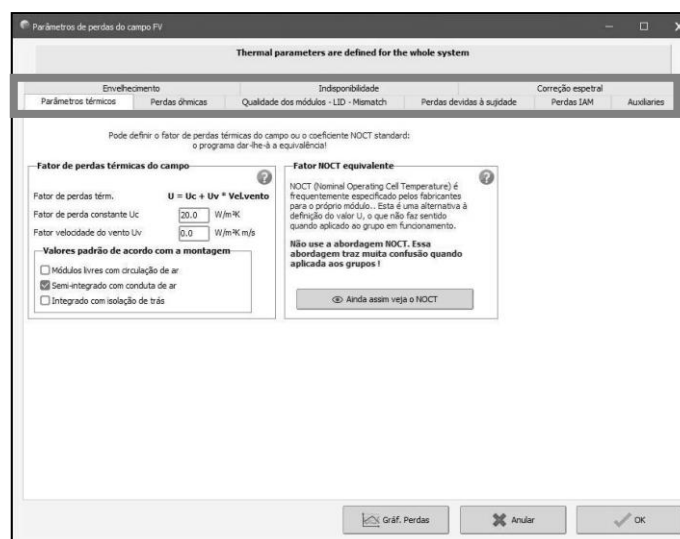 Parâmetros de perdas do campo FV
Thermal parameters are defined for the whole system
Envelhecimento Indisponibilidade Correção espetral
Parâmetros térmicos Perdas óhmicas Qualidade dos módulos - LID - Mismatch Perdas devidas à sujidade Perdas IAM Auxiliaries
Pode definir o fator de perdas térmicas do campo ou o coeficiente NOCT standard:
o programa dar-lhe-à a equivalência!
Fator de perdas térmicas do campo
Fator de perdas térm. U = Uc + Uv * Vel.vento
Fator de perda constante Uc 20.0 W/m²K
Fator velocidade do vento Uv 0.0 W/m²K m/s
Valores padrão de acordo com a montagem
Módulos livres com circulação de ar
Semi-integrado com conduta de ar
Integrado com isolação de trás
Fator NOCT equivalente
NOCT (Nominal Operating Cell Temperature) é
frequentemente especificado pelos fabricantes
para o próprio módulo.. Esta é uma alternativa à
definição do valor U, o que não faz sentido
quando aplicado ao grupo em funcionamento.
Não use a abordagem NOCT. Essa
abordagem traz muita confusão quando
aplicada aos grupos !
Ainda assim veja o NOCT
Gráf. Perdas Anular OK